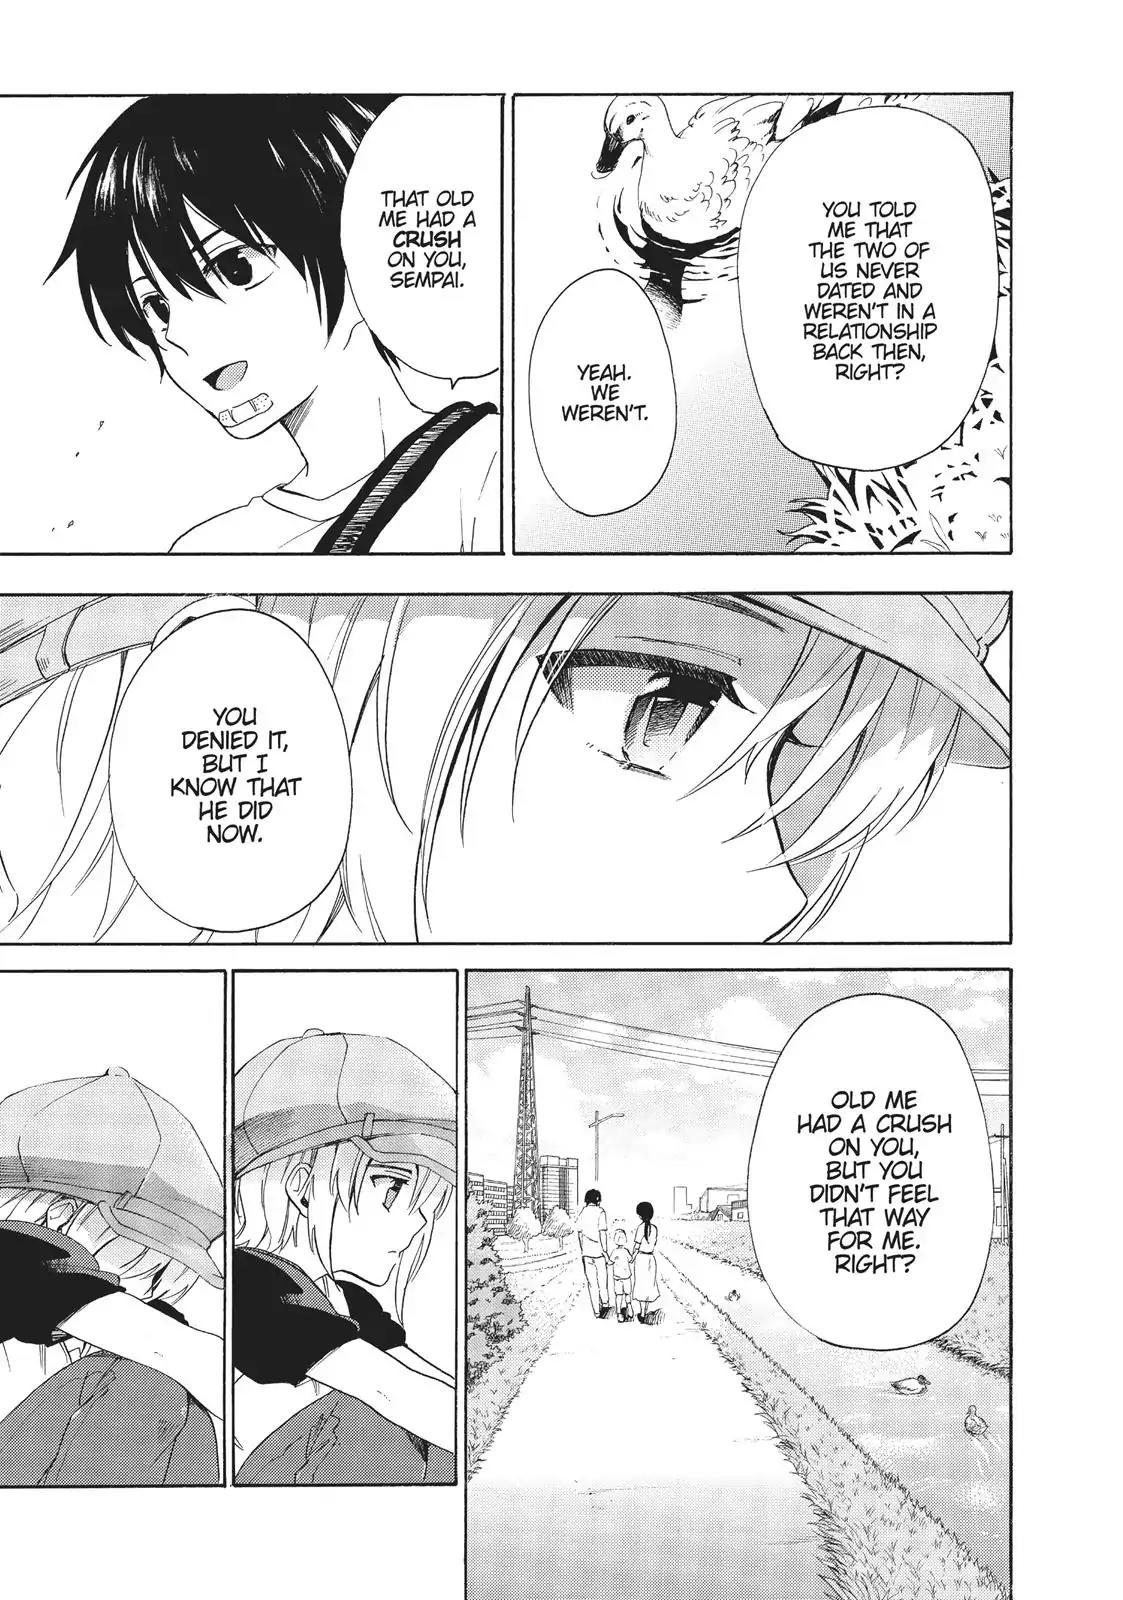 YOU TOLD
ME THAT
THE TWO OF
US NEVER
DATED AND
WEREN'T IN A
RELATIONSHIP
BACK THEN,
RIGHT?
YEAH.
WE
WEREN'T.
THAT OLD
ME HAD A
CRUSH
ON YOU,
SEMPAI.
YOU
DENIED IT,
BUT I
KNOW THAT
HE DID
NOW.
OLD ME
HAD A CRUSH
ON YOU,
BUT YOU
DIDN'T FEEL
THAT WAY
FOR ME.
RIGHT?